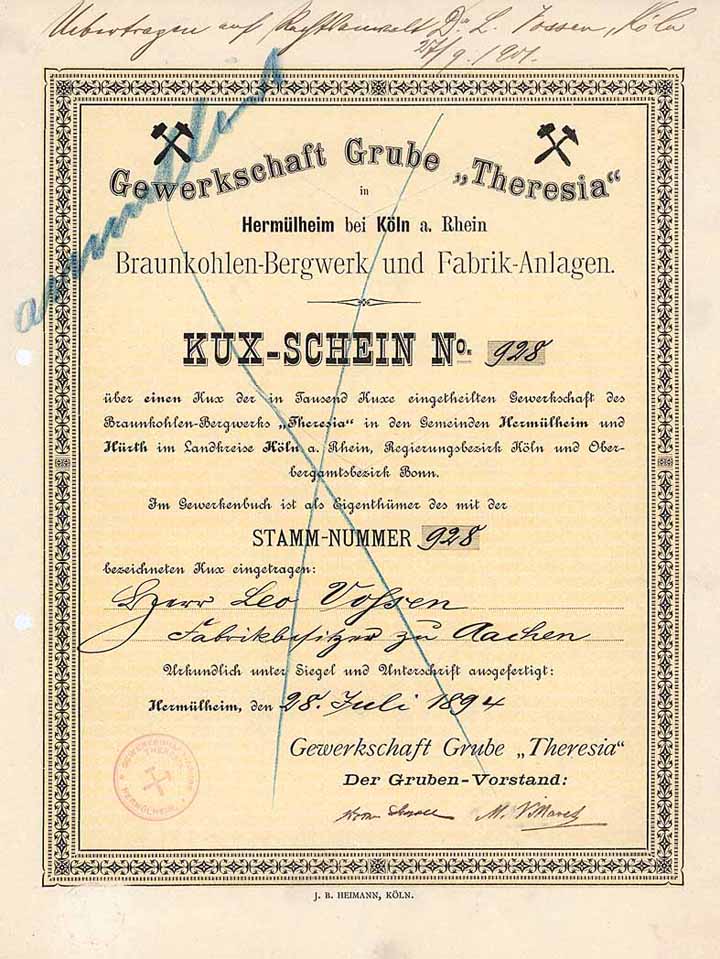 Uebertragen auf Rechtsanwalt Dr. L. Vossen, Köln
27/9. 1901.
annulliert
Gewerkschaft Grube „Theresia“
in
Hermülheim bei Köln a. Rhein
Braunkohlen-Bergwerk und Fabrik-Anlagen.
KUX-SCHEIN No. 928
über einen Kux der in Tausend Kuxe eingetheilten Gewerkschaft des
Braunkohlen-Bergwerks „Theresia“ in den Gemeinden Hermülheim und
Hürth im Landkreise Köln a. Rhein, Regierungsbezirk Köln und Ober-
bergamtsbezirk Bonn.
Im Gewerkenbuch ist als Eigenthümer des mit der
STAMM-NUMMER 928
bezeichneten Kux eingetragen:
Herr Leo Vossen
Fabrikbesitzer zu Aachen
Urkundlich unter Siegel und Unterschrift ausgefertigt:
Hermülheim, den 28. Juli 1894
Gewerkschaft Grube „Theresia“
Der Gruben-Vorstand:
HERMÜLHEIM
J. B. HEIMANN, KÖLN.